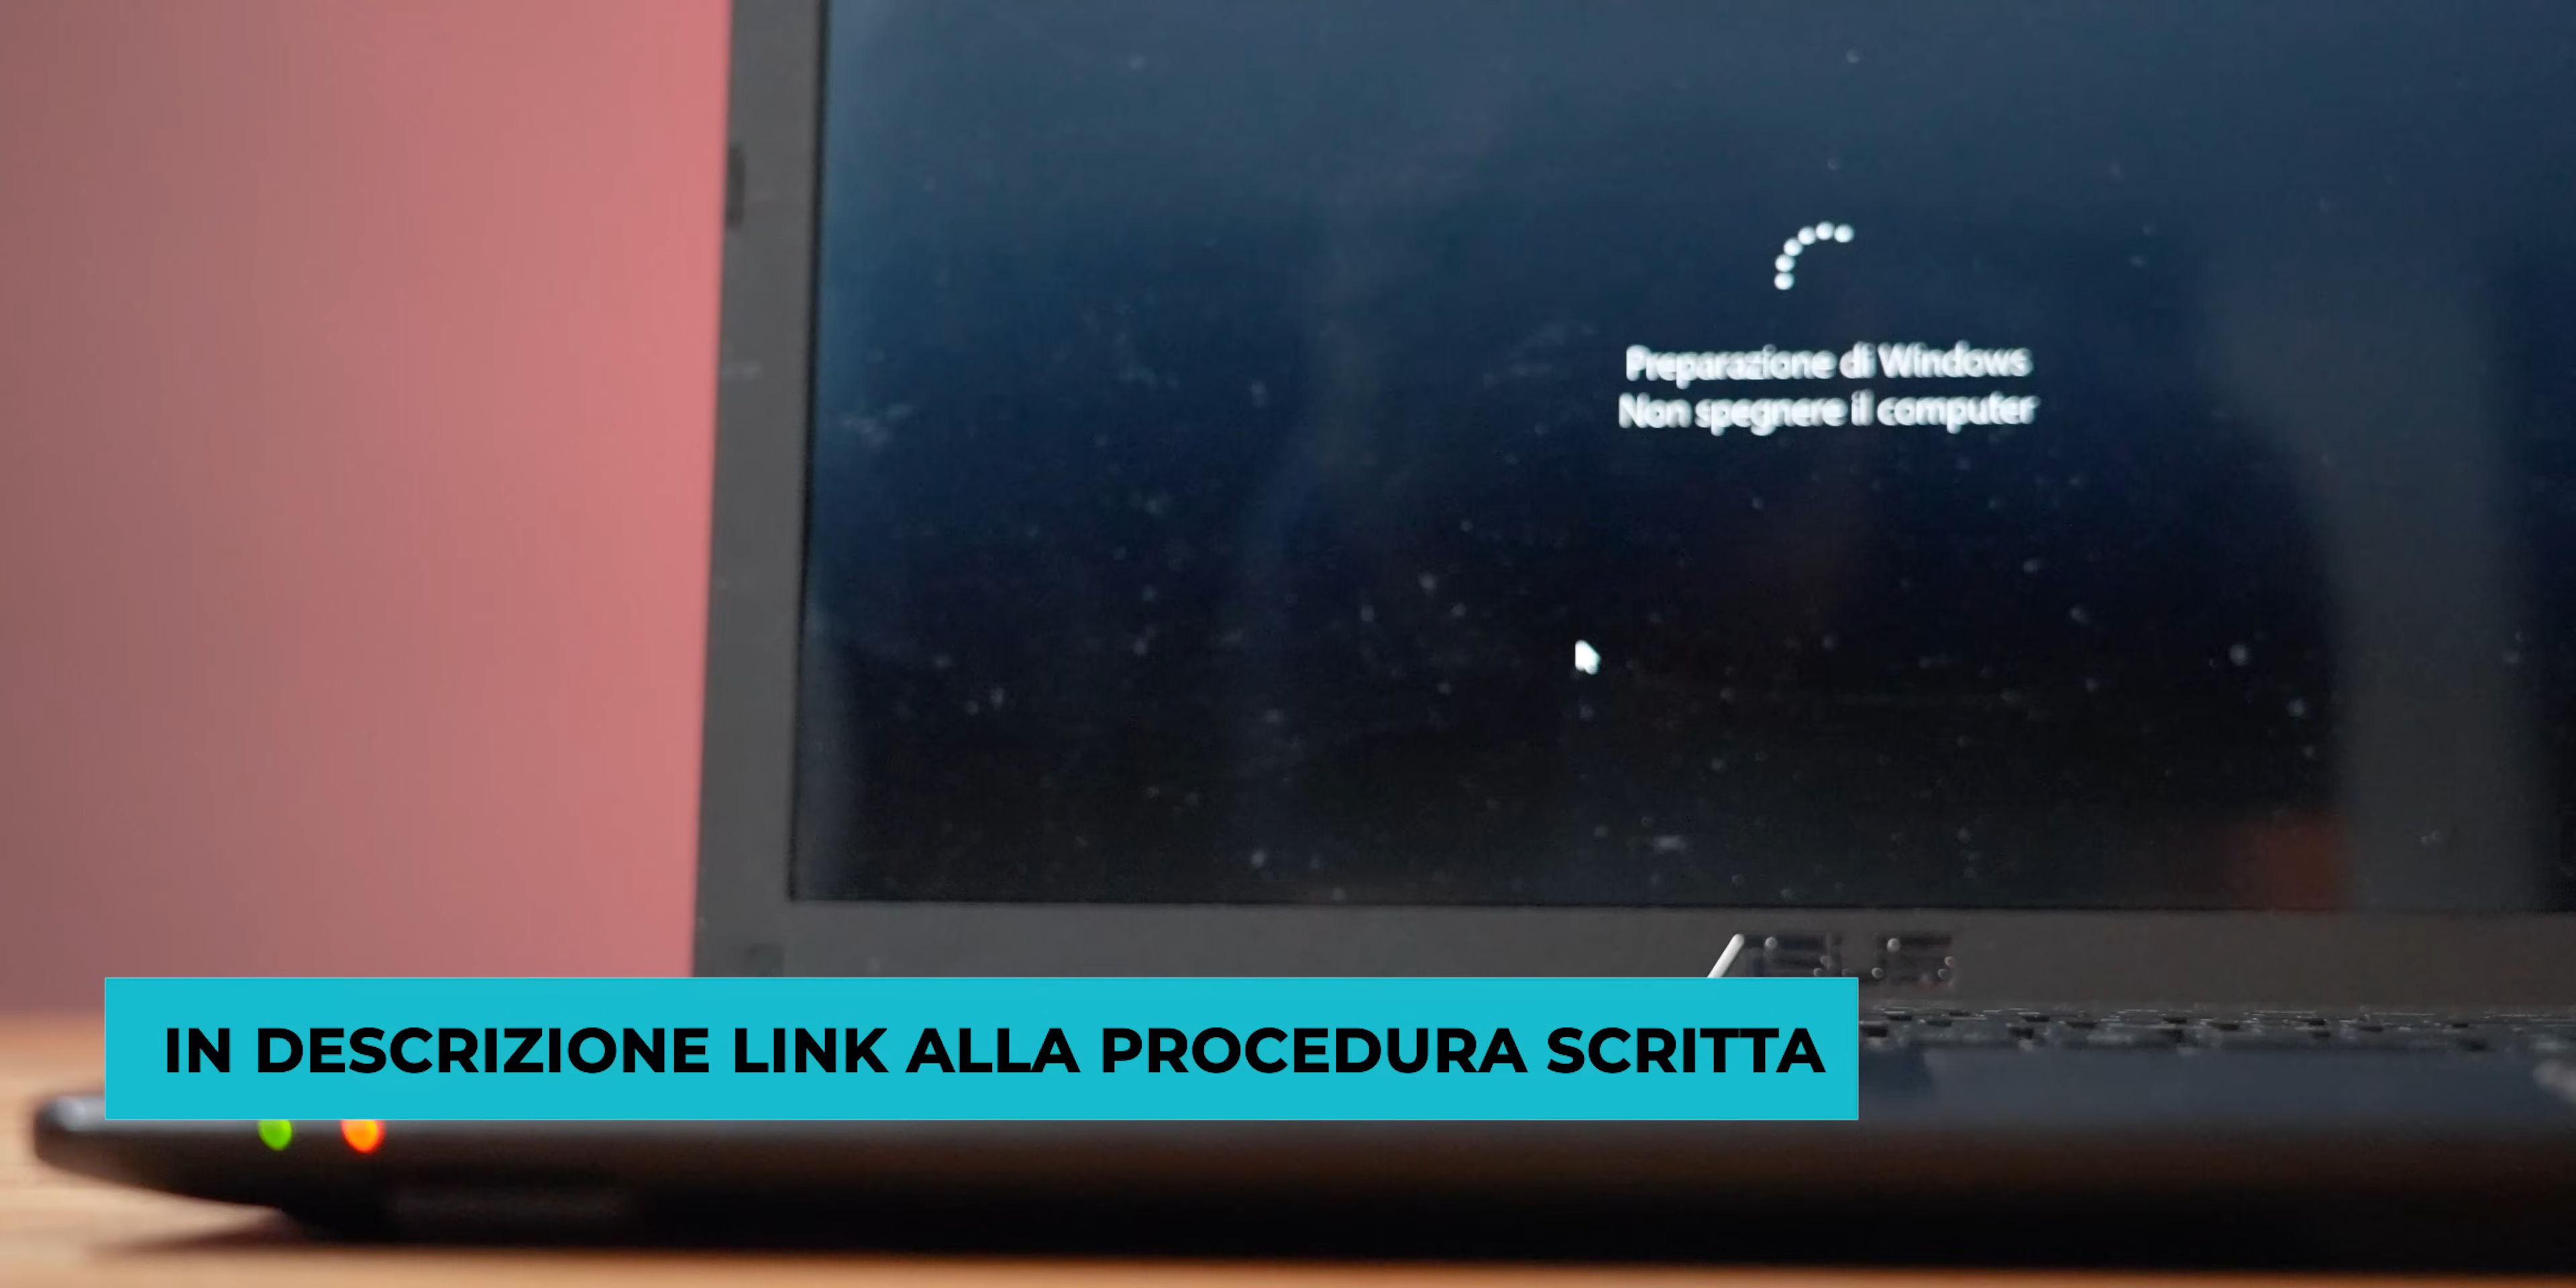 Preparazione di Windows
Non spegnere il computer
IN DESCRIZIONE LINK ALLA PROCEDURA SCRITTA